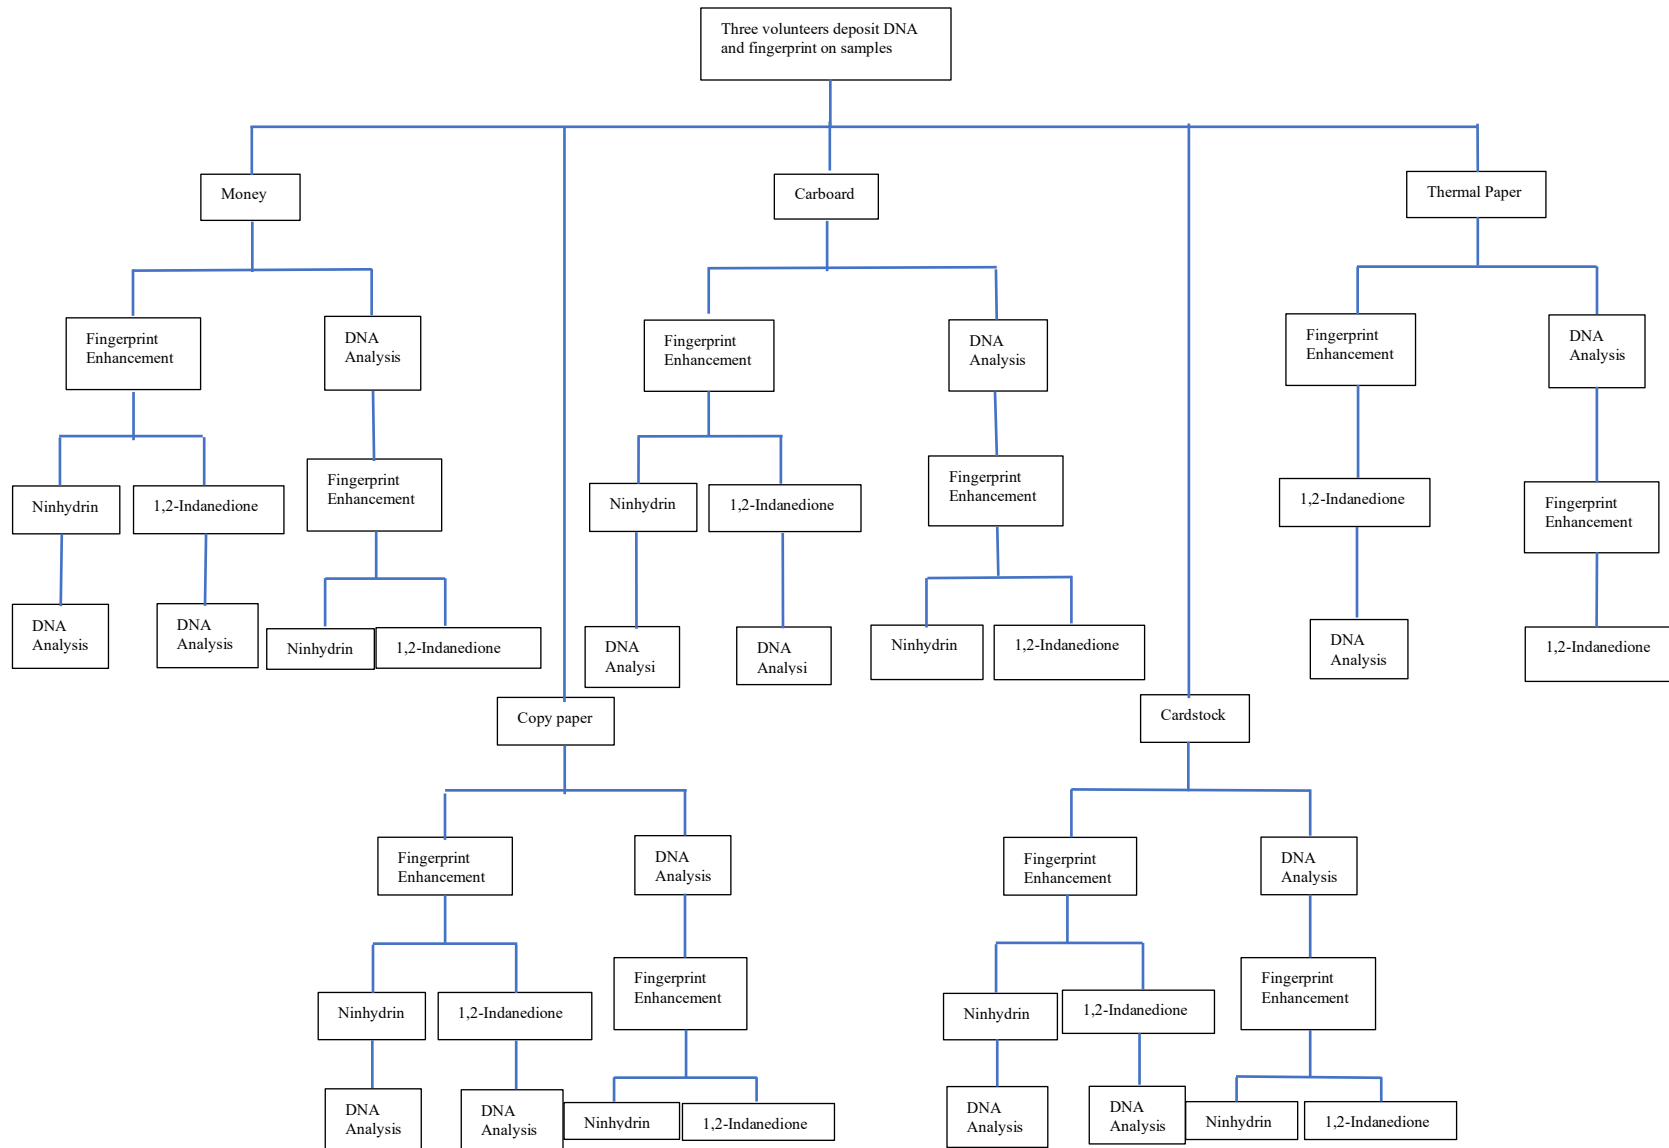 Three volunteers deposit DNA
and fingerprint on samples
Money
Carboard
Thermal Paper
Fingerprint
Enhancement
DNA
Analysis
Fingerprint
Enhancement
DNA
Analysis
Fingerprint
Enhancement
DNA
Analysis
Ninhydrin
1,2-Indanedione
Fingerprint
Enhancement
Ninhydrin
1,2-Indanedione
Fingerprint
Enhancement
1,2-Indanedione
Fingerprint
Enhancement
DNA
Analysis
DNA
Analysis
Ninhydrin
1,2-Indanedione
DNA
Analysi
DNA
Analysi
Ninhydrin
1,2-Indanedione
DNA
Analysis
1,2-Indanedione
Copy paper
Cardstock
Fingerprint
Enhancement
DNA
Analysis
Fingerprint
Enhancement
DNA
Analysis
Ninhydrin
1,2-Indanedione
Fingerprint
Enhancement
Ninhydrin
1,2-Indanedione
Fingerprint
Enhancement
DNA
Analysis
DNA
Analysis
Ninhydrin
1,2-Indanedione
DNA
Analysis
DNA
Analysis
Ninhydrin
1,2-Indanedione